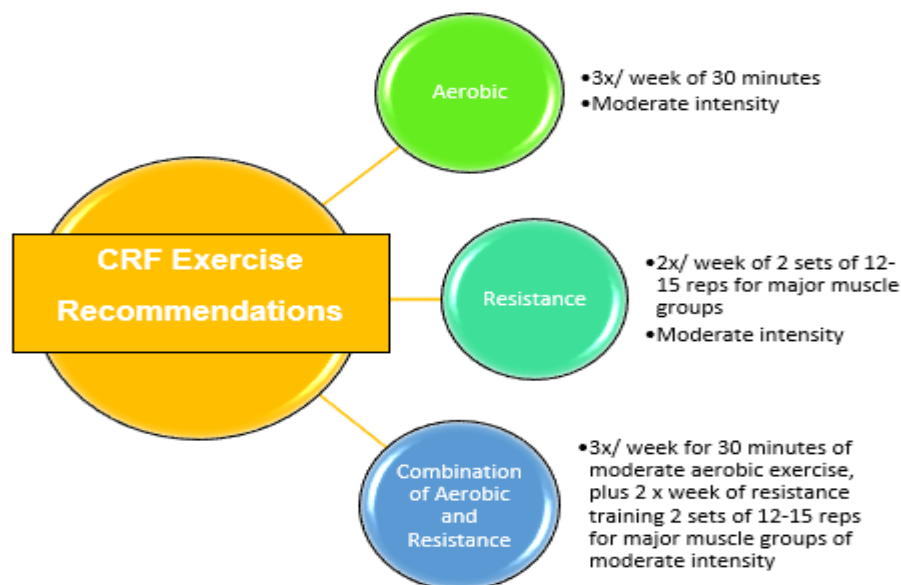 Aerobic
•3x/ week of 30 minutes
•Moderate intensity
CRF Exercise
Recommendations
Resistance
•2x/ week of 2 sets of 12-
15 reps for major muscle
groups
•Moderate intensity
Combination
of Aerobic
and
Resistance
•3x/ week for 30 minutes of
moderate aerobic exercise,
plus 2 x week of resistance
training 2 sets of 12-15 reps
for major muscle groups of
moderate intensity